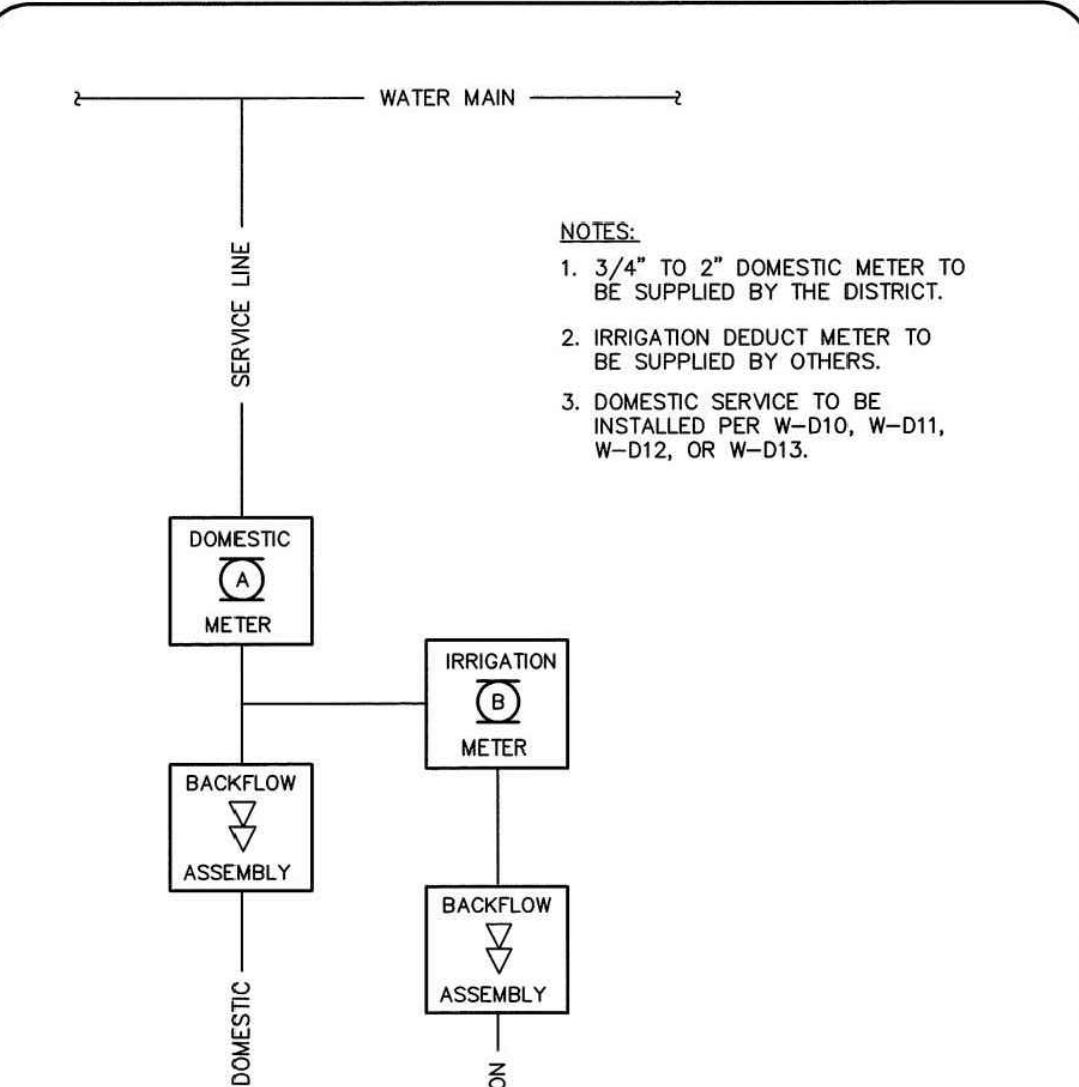 WATER MAIN
SERVICE LINE
NOTES:
1. 3/4" TO 2" DOMESTIC METER TO
BE SUPPLIED BY THE DISTRICT.
2. IRRIGATION DEDUCT METER TO
BE SUPPLIED BY OTHERS.
3. DOMESTIC SERVICE TO BE
INSTALLED PER W-D10, W-D11,
W-D12, OR W-D13.
DOMESTIC
A
METER
IRRIGATION
B
METER
BACKFLOW
ASSEMBLY
BACKFLOW
ASSEMBLY
DOMESTIC
ON